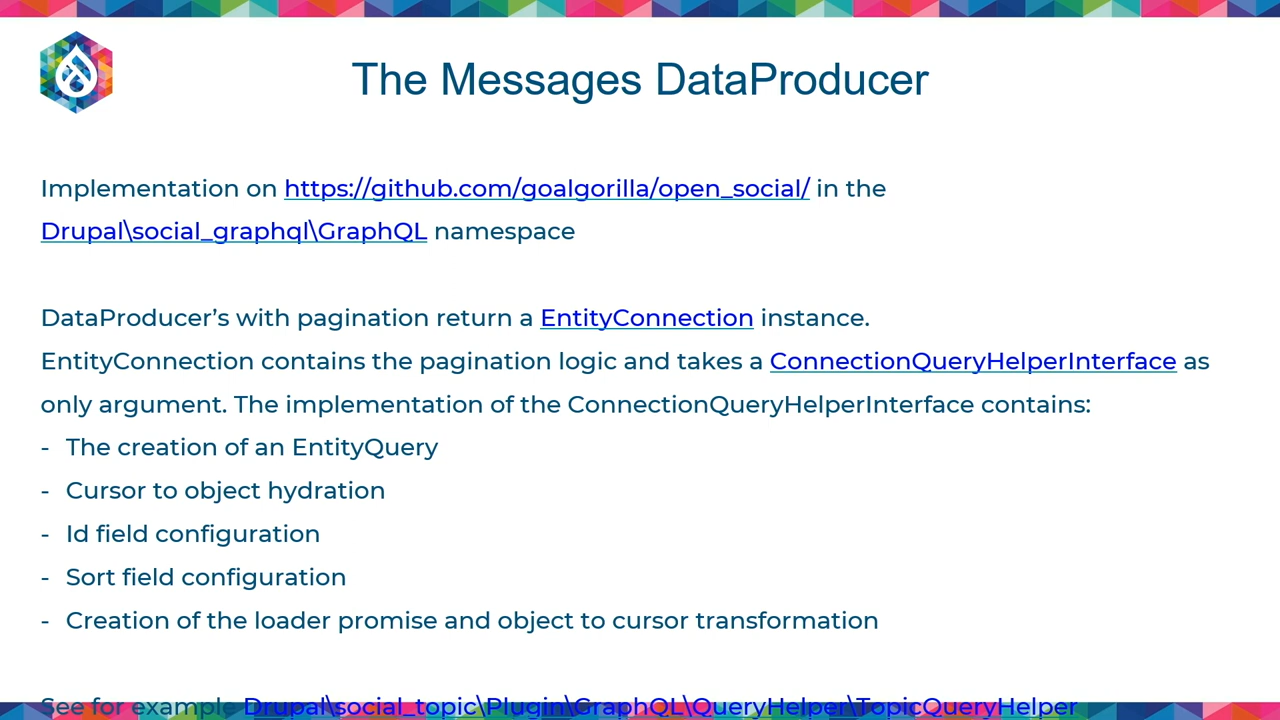 The Messages DataProducer
Implementation on https://github.com/goalgorilla/open_social/ in the
Drupal\social_graphql\GraphQL namespace
DataProducer’s with pagination return a EntityConnection instance.
EntityConnection contains the pagination logic and takes a ConnectionQueryHelperInterface as
only argument. The implementation of the ConnectionQueryHelperInterface contains:
- The creation of an EntityQuery
- Cursor to object hydration
- Id field configuration
- Sort field configuration
- Creation of the loader promise and object to cursor transformation
See for example Drupal\social_topic\Plugin\GraphQL\QueryHelper\TopicQueryHelper